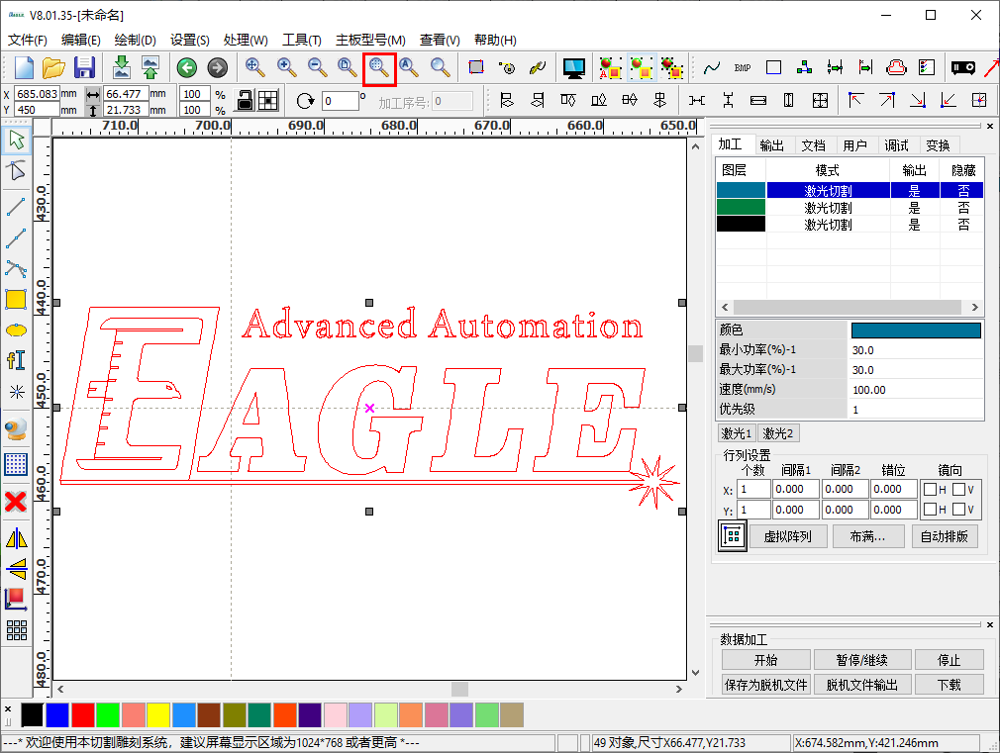 V8.01.35-[未命名]
文件(F) 编辑(E) 绘制(D) 设置(S) 处理(W) 工具(T) 主板型号(M) 查看(V) 帮助(H)
BMP
X 685.083 mm 66.477 mm 100 % 0 ° 加工序号: 0
Y 450 mm 21.733 mm 100 %
710.0 700.0 690.0 680.0 670.0 660.0 650.0
430.0
440.0
450.0
460.0
470.0
480.0
Advanced Automation
EAGLE
加工 输出 文档 用户 调试 变换
图层 模式 输出 隐藏
激光切割 是 否
激光切割 是 否
激光切割 是 否
颜色
最小功率(%)-1 30.0
最大功率(%)-1 30.0
速度(mm/s) 100.00
优先级 1
激光1 激光2
行列设置
个数 间隔1 间隔2 错位 镜向
X: 1 0.000 0.000 0.000 H V
Y: 1 0.000 0.000 0.000 H V
虚拟阵列 布满... 自动排版
数据加工
开始 暂停/继续 停止
保存为脱机文件 脱机文件输出 下载
---* 欢迎使用本切割雕刻系统，建议屏幕显示区域为1024*768 或者更高 *---
49 对象,尺寸X66.477,Y21.733
X:674.582mm,Y:421.246mm